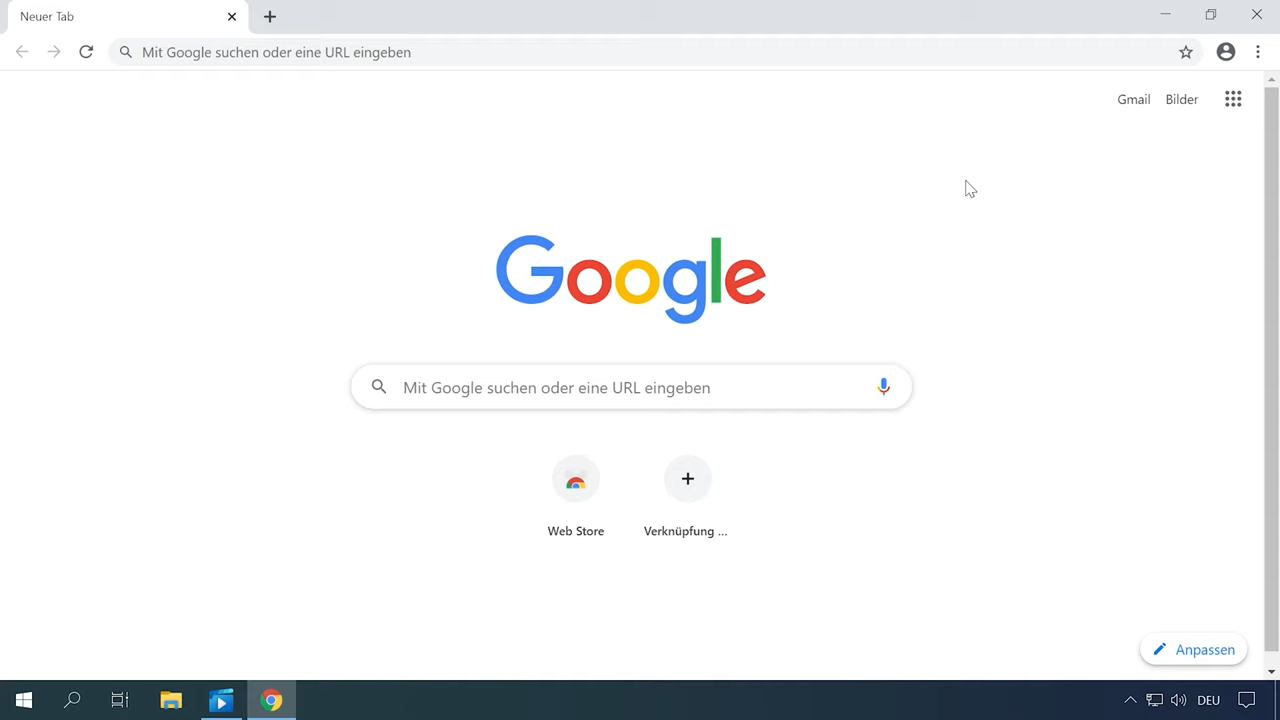 Neuer Tab
Mit Google suchen oder eine URL eingeben
Gmail Bilder
Google
Mit Google suchen oder eine URL eingeben
Web Store Verknüpfung ...
Anpassen
DEU